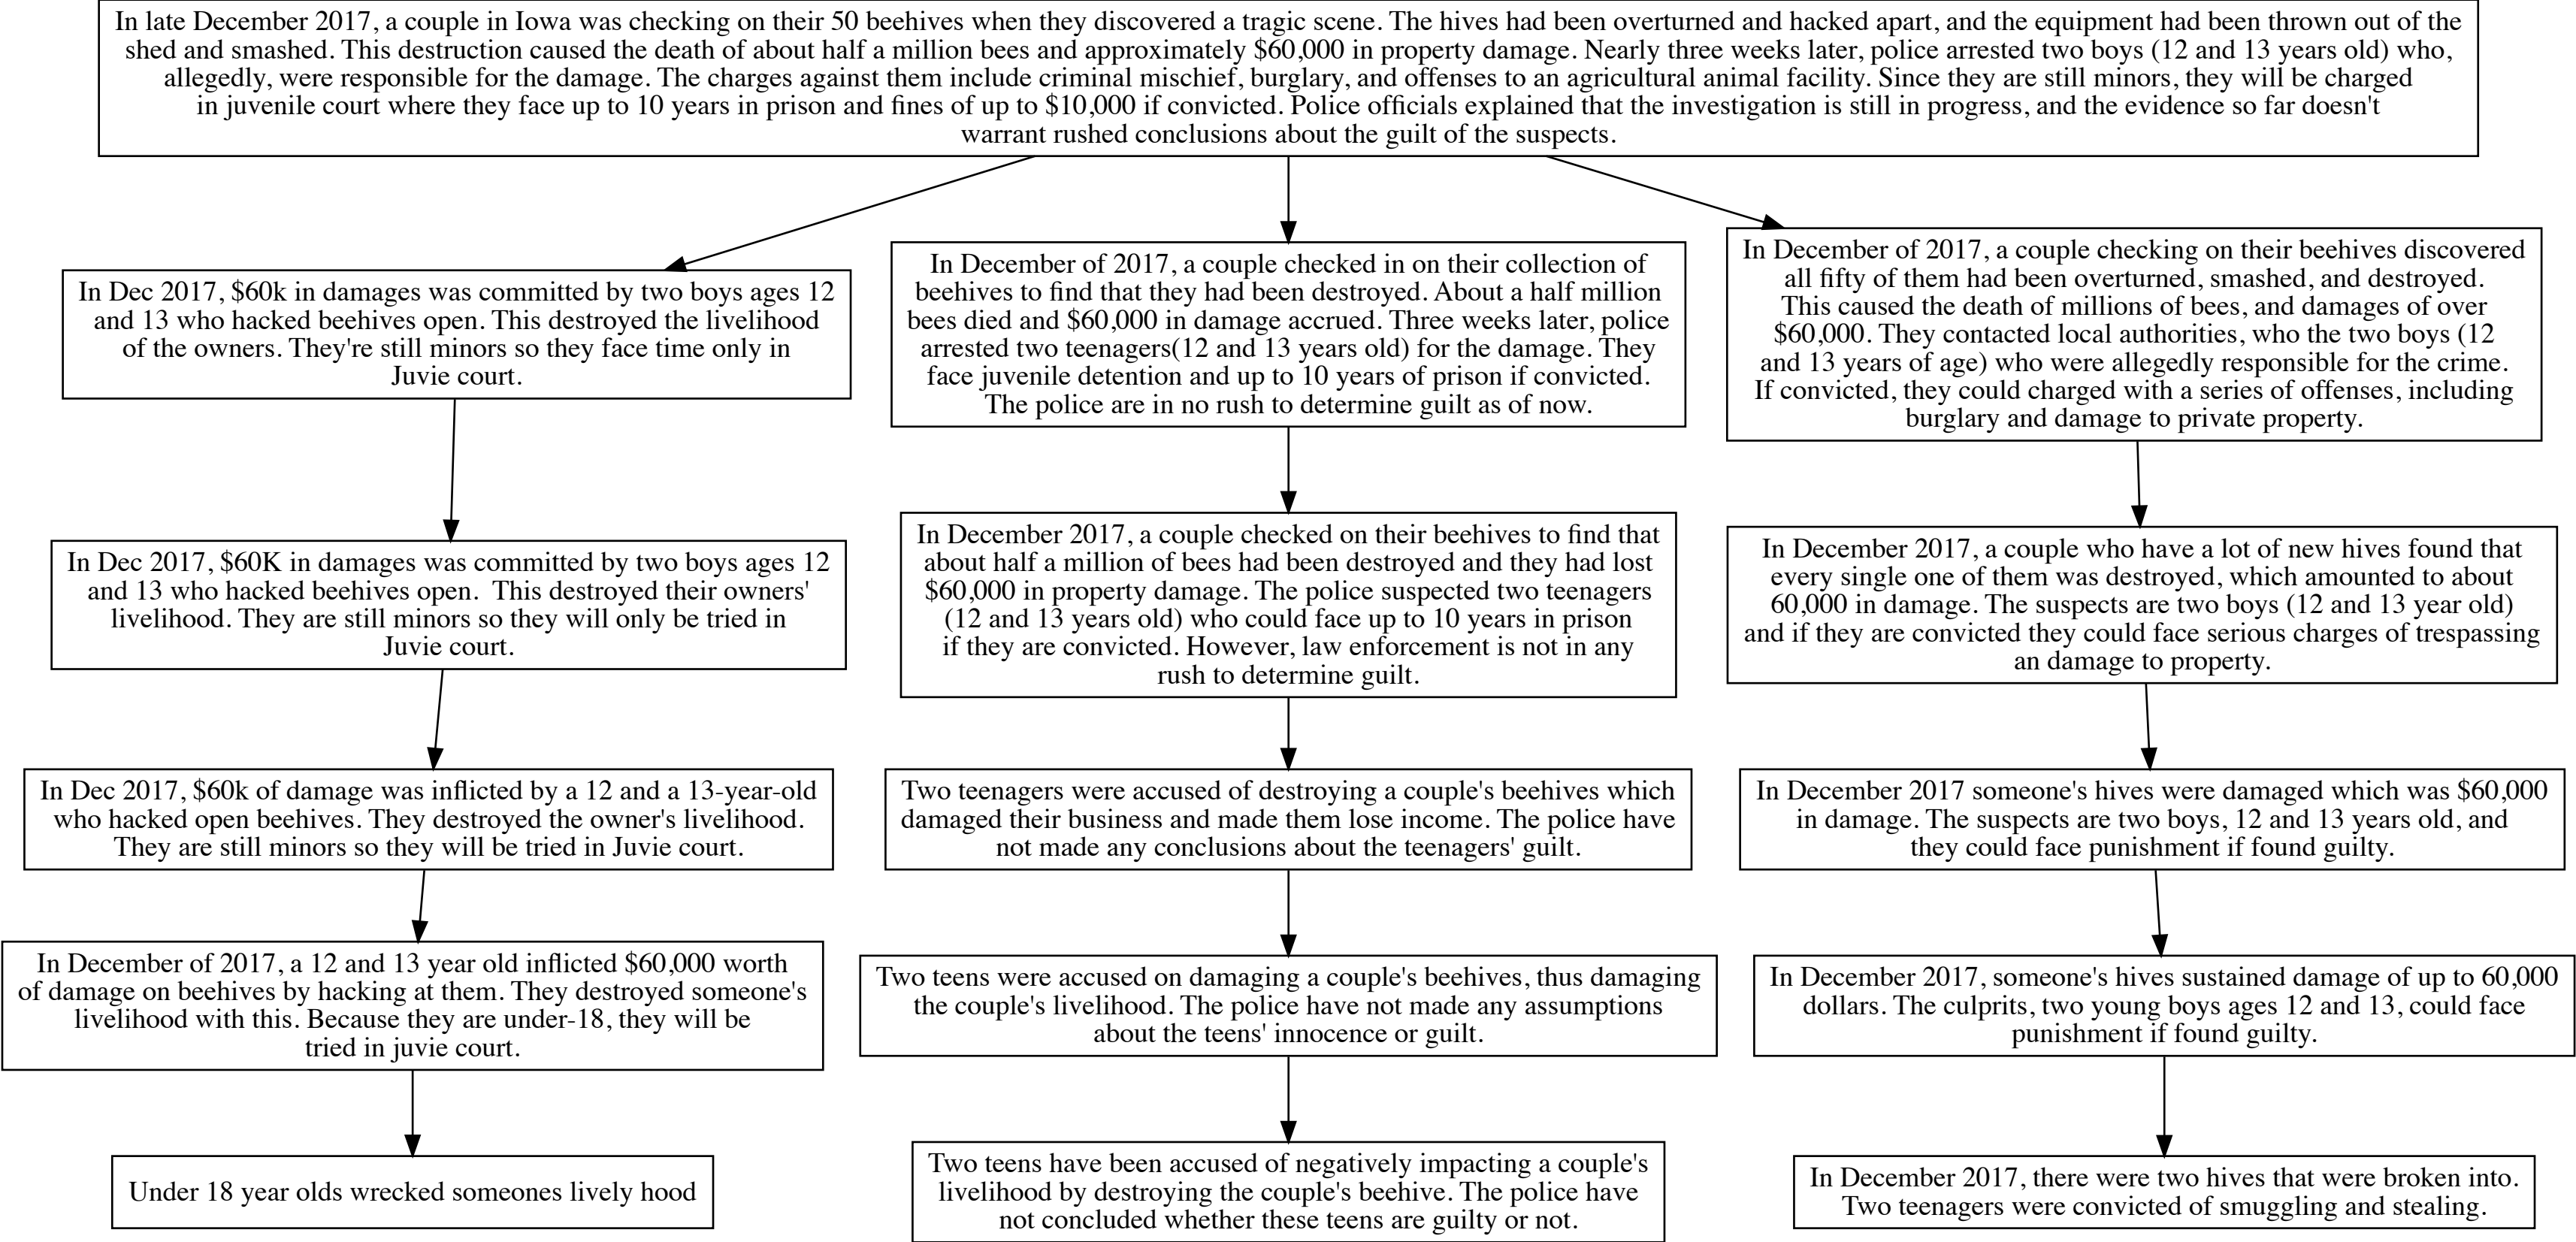 In late December 2017, a couple in Iowa was checking on their 50 beehives when they discovered a tragic scene. The hives had been overturned and hacked apart, and the equipment had been thrown out of the
shed and smashed. This destruction caused the death of about half a million bees and approximately $60,000 in property damage. Nearly three weeks later, police arrested two boys (12 and 13 years old) who,
allegedly, were responsible for the damage. The charges against them include criminal mischief, burglary, and offenses to an agricultural animal facility. Since they are still minors, they will be charged
in juvenile court where they face up to 10 years in prison and fines of up to $10,000 if convicted. Police officials explained that the investigation is still in progress, and the evidence so far doesn't
warrant rushed conclusions about the guilt of the suspects.
In Dec 2017, $60k in damages was committed by two boys ages 12
and 13 who hacked beehives open. This destroyed the livelihood
of the owners. They're still minors so they face time only in
Juvie court.
In December of 2017, a couple checked in on their collection of
beehives to find that they had been destroyed. About a half million
bees died and $60,000 in damage accrued. Three weeks later, police
arrested two teenagers(12 and 13 years old) for the damage. They
face juvenile detention and up to 10 years of prison if convicted.
The police are in no rush to determine guilt as of now.
In December of 2017, a couple checking on their beehives discovered
all fifty of them had been overturned, smashed, and destroyed.
This caused the death of millions of bees, and damages of over
$60,000. They contacted local authorities, who the two boys (12
and 13 years of age) who were allegedly responsible for the crime.
If convicted, they could charged with a series of offenses, including
burglary and damage to private property.
In Dec 2017, $60K in damages was committed by two boys ages 12
and 13 who hacked beehives open.  This destroyed their owners'
livelihood. They are still minors so they will only be tried in
Juvie court.
In December 2017, a couple checked on their beehives to find that
about half a million of bees had been destroyed and they had lost
$60,000 in property damage. The police suspected two teenagers
(12 and 13 years old) who could face up to 10 years in prison
if they are convicted. However, law enforcement is not in any
rush to determine guilt.
In December 2017, a couple who have a lot of new hives found that
every single one of them was destroyed, which amounted to about
60,000 in damage. The suspects are two boys (12 and 13 year old)
and if they are convicted they could face serious charges of trespassing
an damage to property.
In Dec 2017, $60k of damage was inflicted by a 12 and a 13-year-old
who hacked open beehives. They destroyed the owner's livelihood.
They are still minors so they will be tried in Juvie court.
Two teenagers were accused of destroying a couple's beehives which
damaged their business and made them lose income. The police have
not made any conclusions about the teenagers' guilt.
In December 2017 someone's hives were damaged which was $60,000
in damage. The suspects are two boys, 12 and 13 years old, and
they could face punishment if found guilty.
In December of 2017, a 12 and 13 year old inflicted $60,000 worth
of damage on beehives by hacking at them. They destroyed someone's
livelihood with this. Because they are under-18, they will be
tried in juvie court.
Two teens were accused on damaging a couple's beehives, thus damaging
the couple's livelihood. The police have not made any assumptions
about the teens' innocence or guilt.
In December 2017, someone's hives sustained damage of up to 60,000
dollars. The culprits, two young boys ages 12 and 13, could face
punishment if found guilty.
Under 18 year olds wrecked someones lively hood
Two teens have been accused of negatively impacting a couple's
livelihood by destroying the couple's beehive. The police have
not concluded whether these teens are guilty or not.
In December 2017, there were two hives that were broken into.
Two teenagers were convicted of smuggling and stealing.